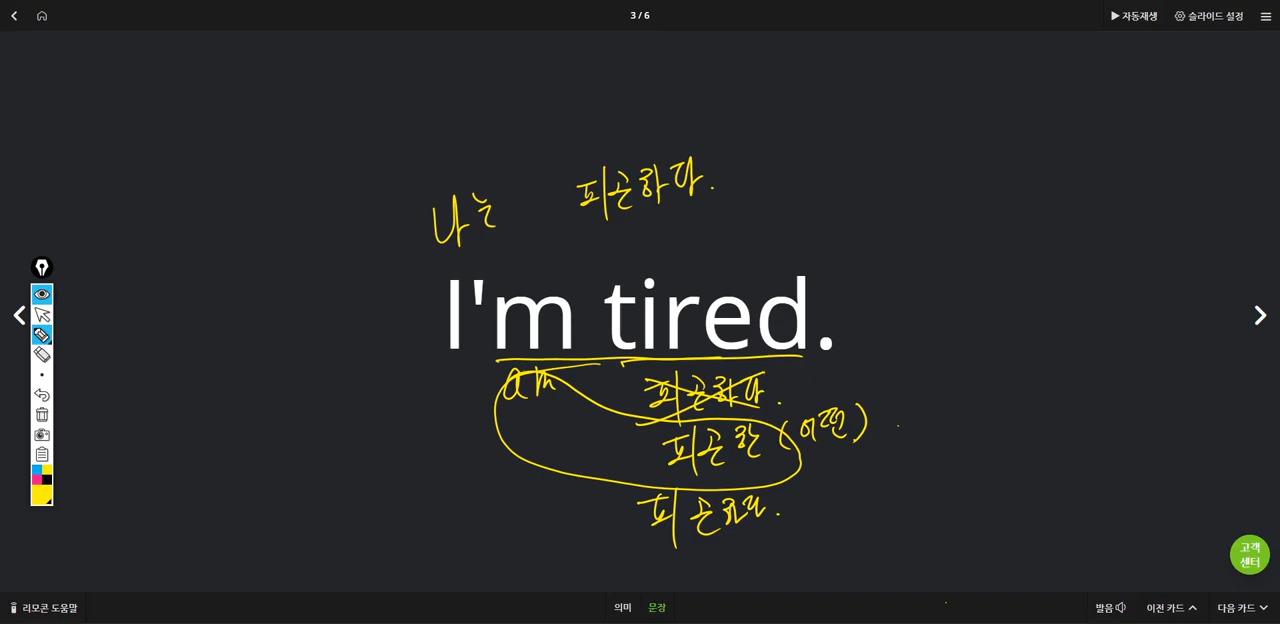 3 / 6
자동재생
슬라이드 설정
피곤하다.
나는
I'm tired.
am
피곤하다.
피곤한 (어떤)
피곤하다.
고객
센터
리모콘 도움말
의미
문장
발음
이전 카드
다음 카드